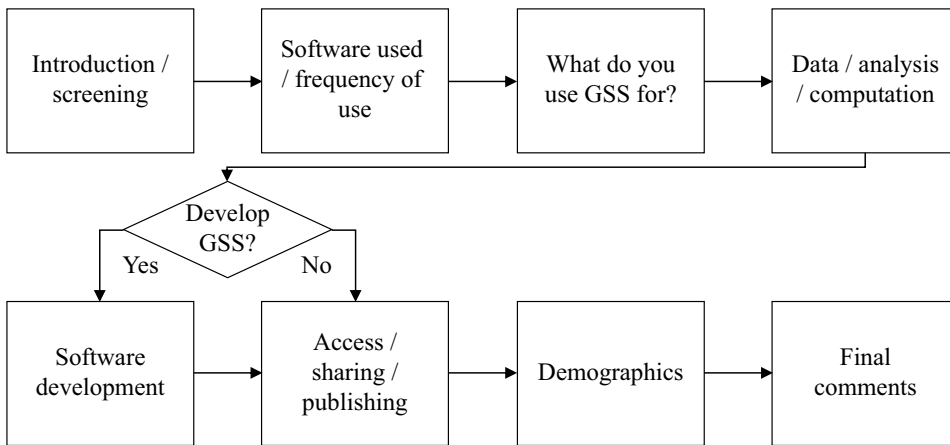 Introduction /
screening
Software used
/ frequency of
use
What do you
use GSS for?
Data / analysis
/ computation
Develop
GSS?
Yes
No
Software
development
Access /
sharing /
publishing
Demographics
Final
comments